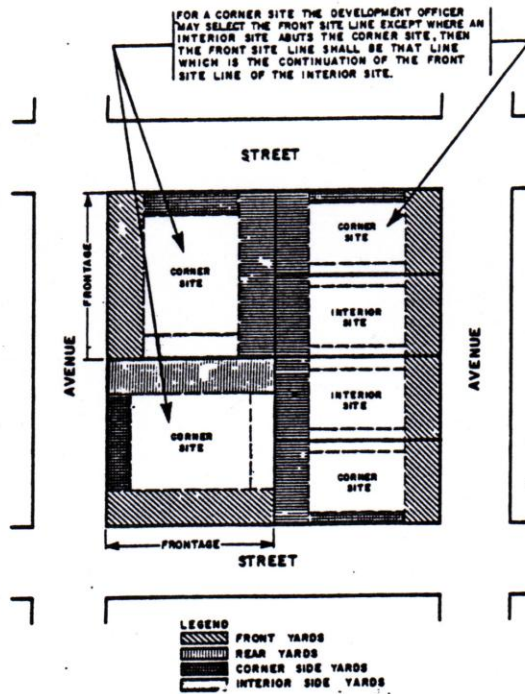 FOR A CORNER SITE THE DEVELOPMENT OFFICER
MAY SELECT THE FRONT SITE LINE EXCEPT WHERE AN
INTERIOR SITE ABUTS THE CORNER SITE, THEN
THE FRONT SITE LINE SHALL BE THAT LINE
WHICH IS THE CONTINUATION OF THE FRONT
SITE LINE OF THE INTERIOR SITE.
STREET
CORNER
SITE
CORNER
SITE
FRONTAGE
INTERIOR
SITE
AVENUE
AVENUE
INTERIOR
SITE
CORNER
SITE
CORNER
SITE
FRONTAGE
STREET
LEGEND
FRONT YARDS
REAR YARDS
CORNER SIDE YARDS
INTERIOR SIDE YARDS